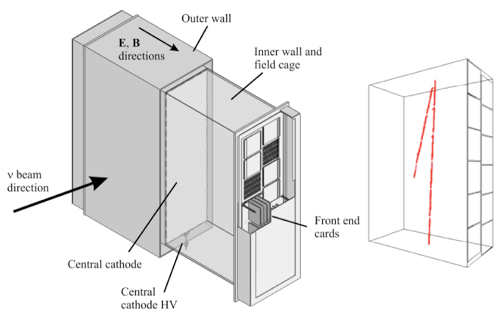 Outer wall
E, B
directions
Inner wall and
field cage
ν beam
direction
Front end
cards
Central cathode
Central
cathode HV